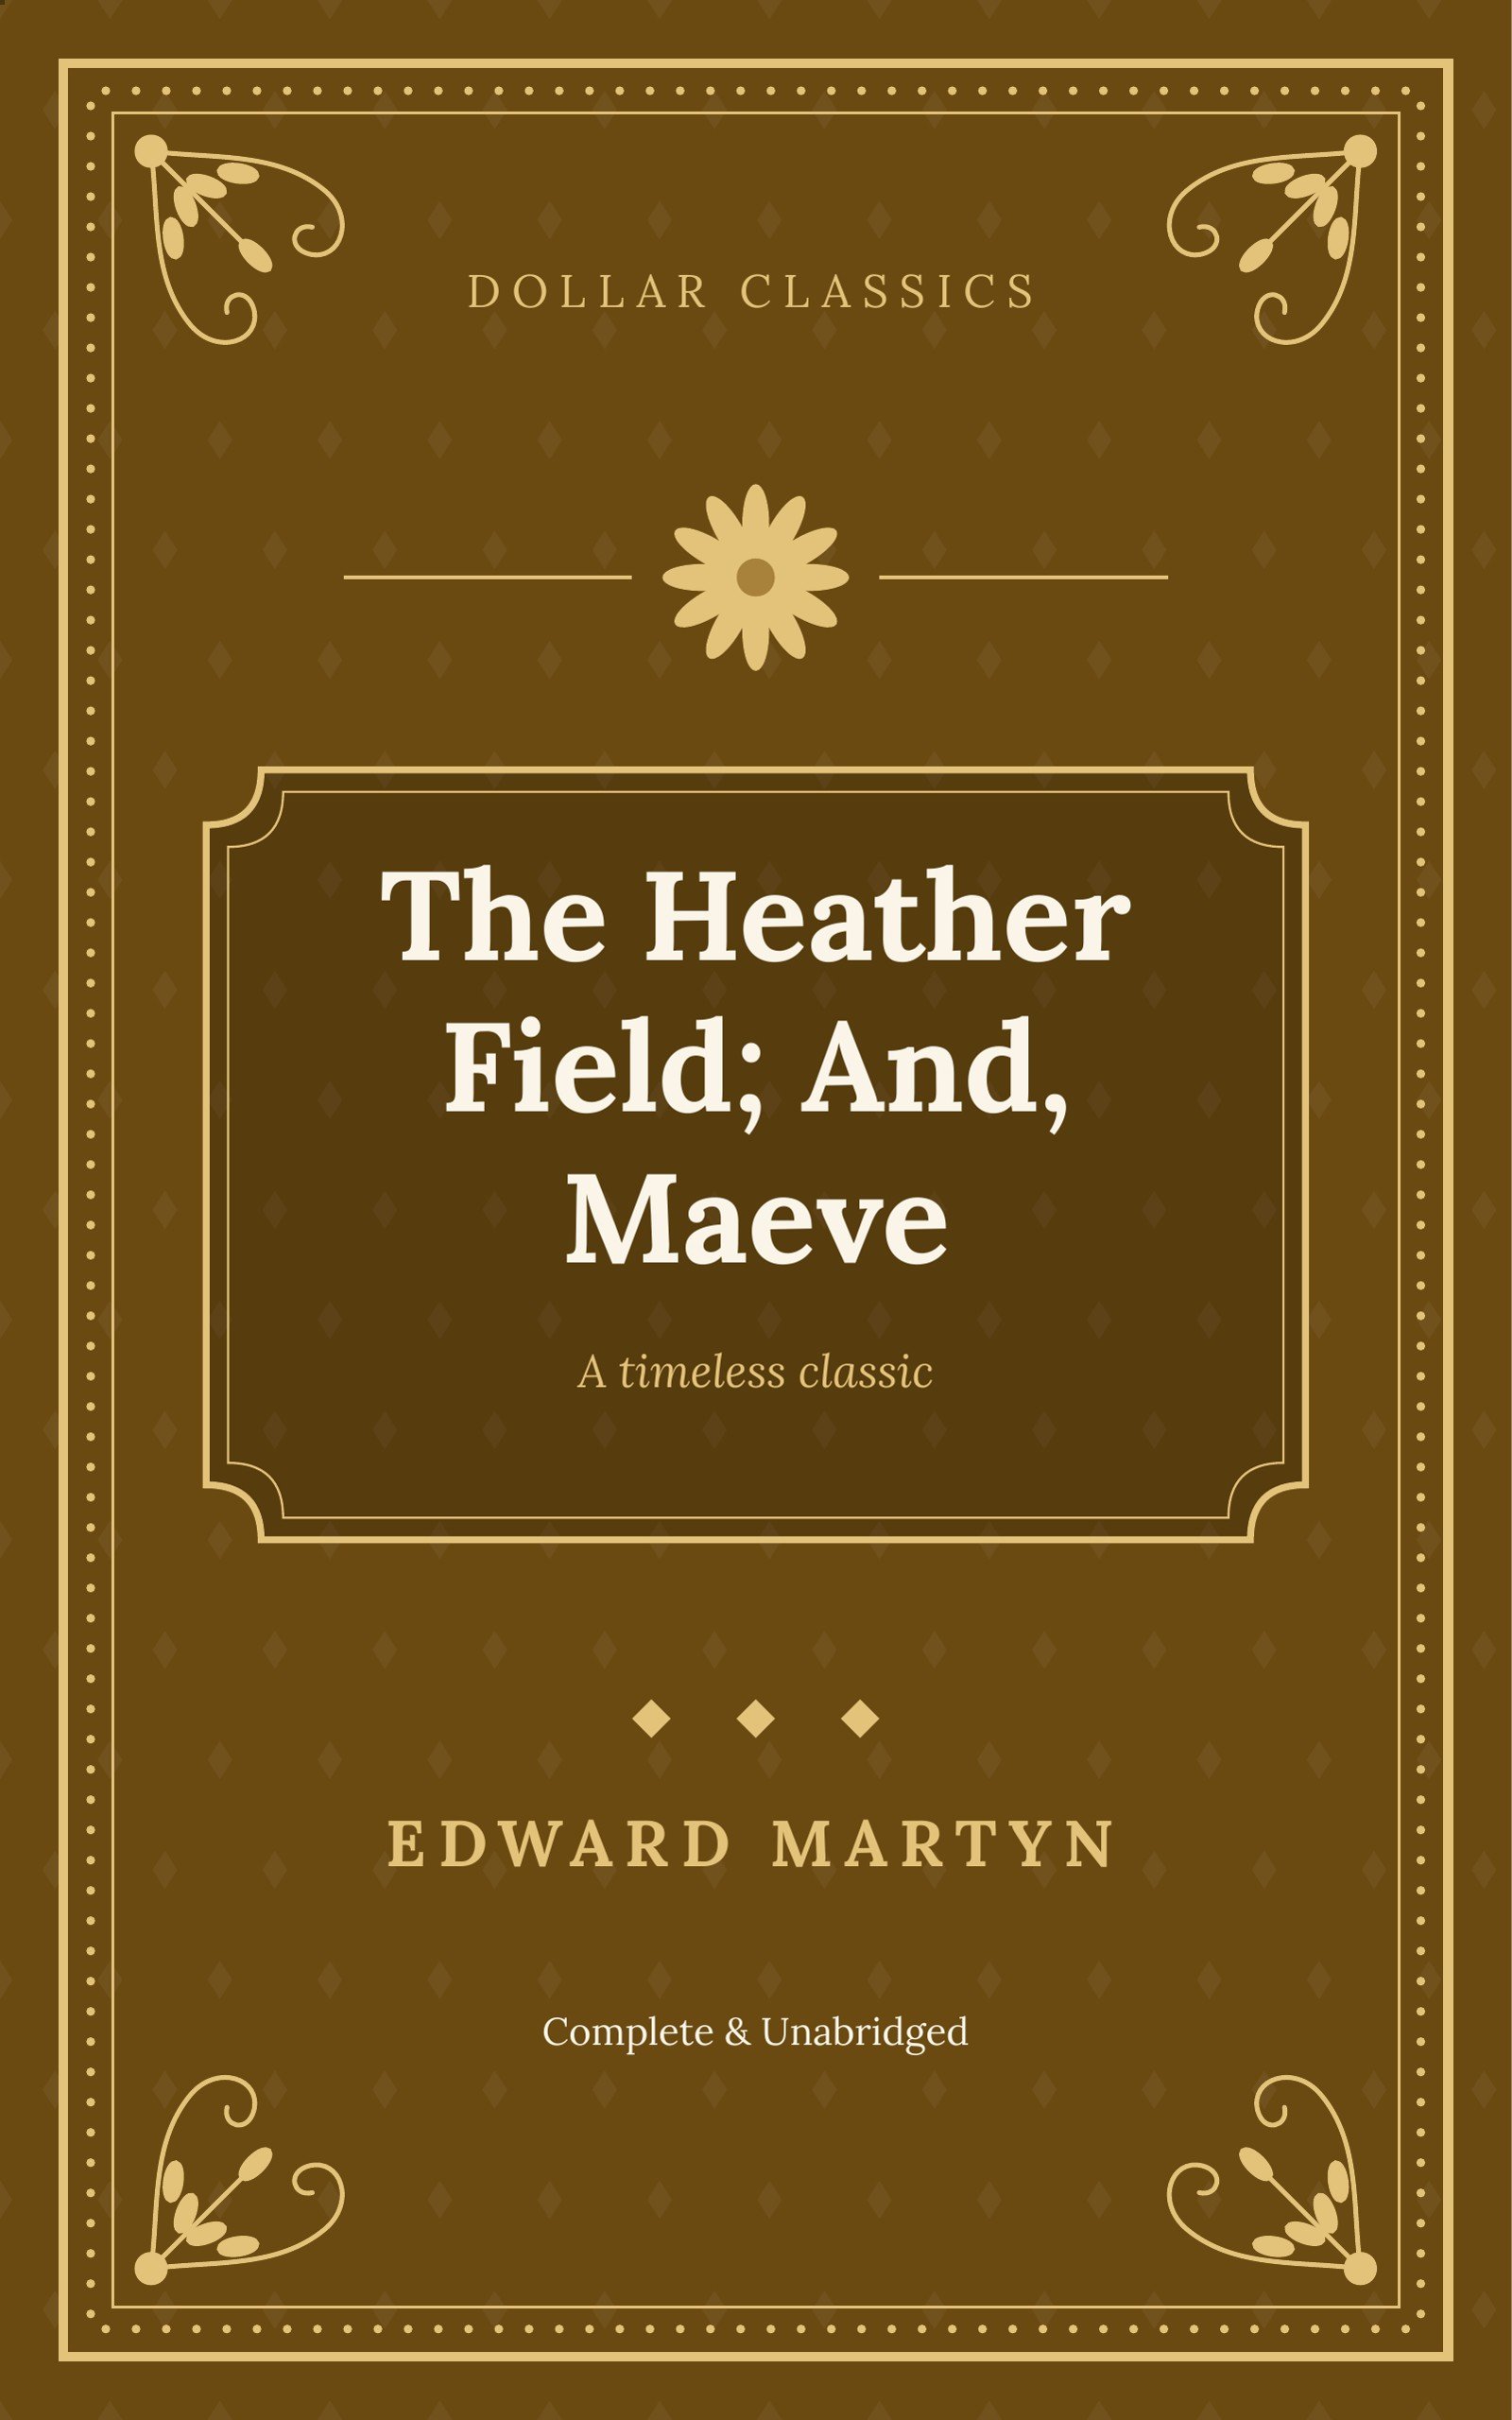 DOLLAR CLASSICS
The Heather
Field; And,
Maeve
A timeless classic
EDWARD MARTYN
Complete & Unabridged